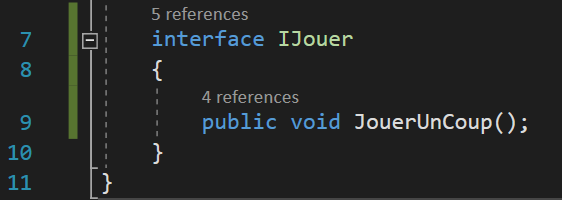 5 references
7 interface IJouer
8 {
4 references
9 public void JouerUnCoup();
10 }
11 }